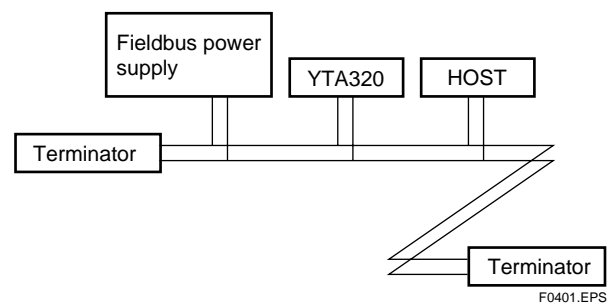 Fieldbus power
supply
YTA320
HOST
Terminator
Terminator
F0401.EPS